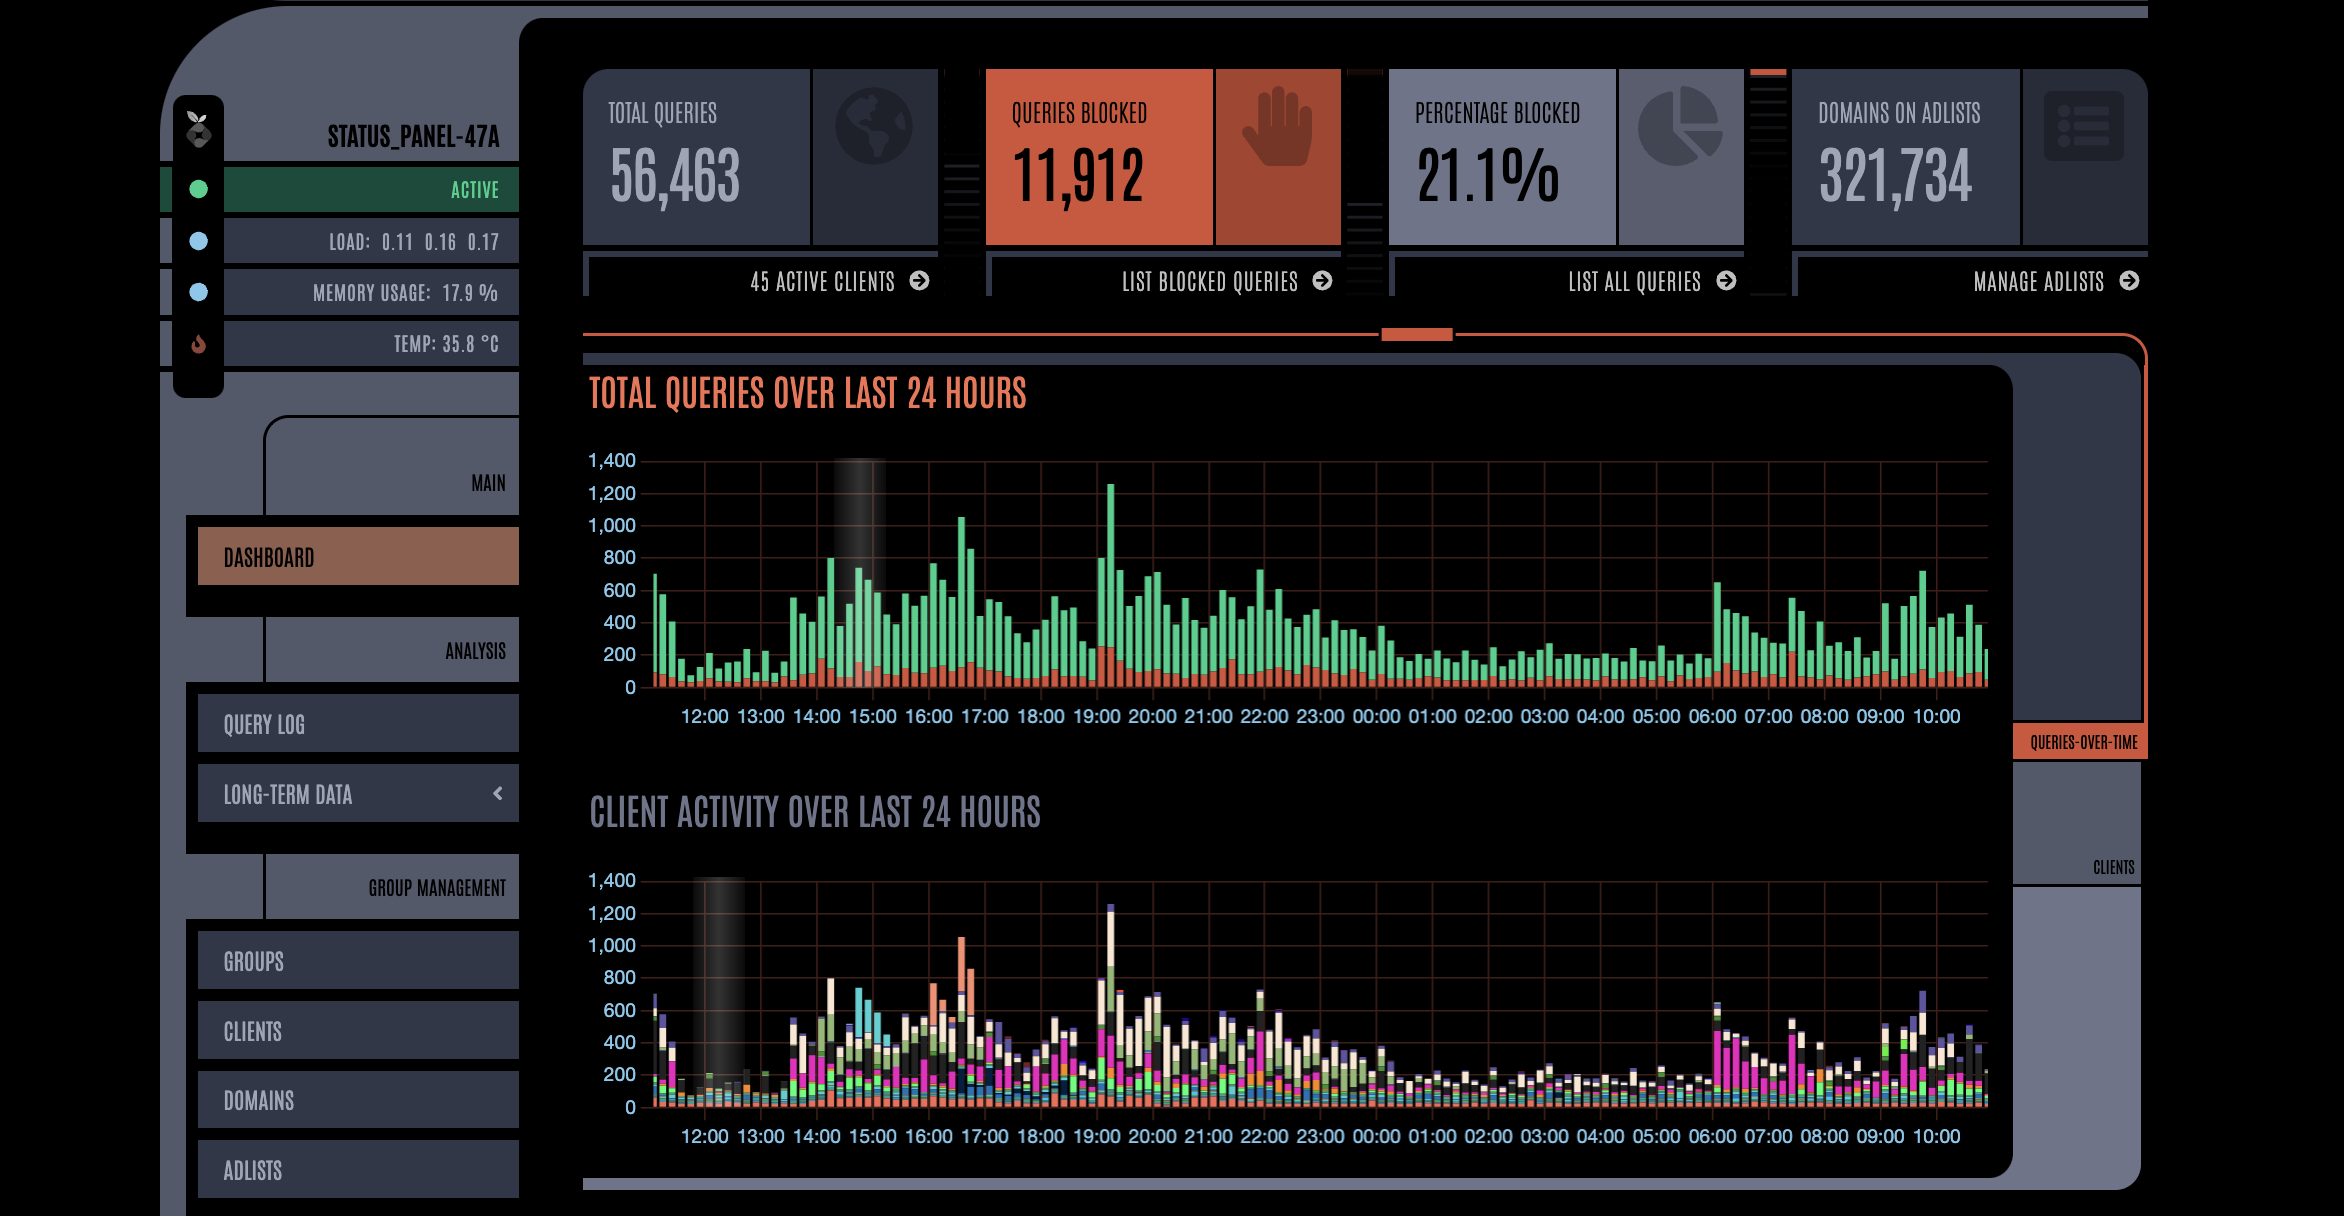 STATUS_PANEL-47A
ACTIVE
LOAD: 0.11 0.16 0.17
MEMORY USAGE: 17.9 %
TEMP: 35.8 °C
MAIN
DASHBOARD
ANALYSIS
QUERY LOG
LONG-TERM DATA
GROUP MANAGEMENT
GROUPS
CLIENTS
DOMAINS
ADLISTS
TOTAL QUERIES
56,463
45 ACTIVE CLIENTS
QUERIES BLOCKED
11,912
LIST BLOCKED QUERIES
PERCENTAGE BLOCKED
21.1%
LIST ALL QUERIES
DOMAINS ON ADLISTS
321,734
MANAGE ADLISTS
TOTAL QUERIES OVER LAST 24 HOURS
1,400
1,200
1,000
800
600
400
200
0
12:00 13:00 14:00 15:00 16:00 17:00 18:00 19:00 20:00 21:00 22:00 23:00 00:00 01:00 02:00 03:00 04:00 05:00 06:00 07:00 08:00 09:00 10:00
QUERIES-OVER-TIME
CLIENT ACTIVITY OVER LAST 24 HOURS
1,400
1,200
1,000
800
600
400
200
0
12:00 13:00 14:00 15:00 16:00 17:00 18:00 19:00 20:00 21:00 22:00 23:00 00:00 01:00 02:00 03:00 04:00 05:00 06:00 07:00 08:00 09:00 10:00
CLIENTS